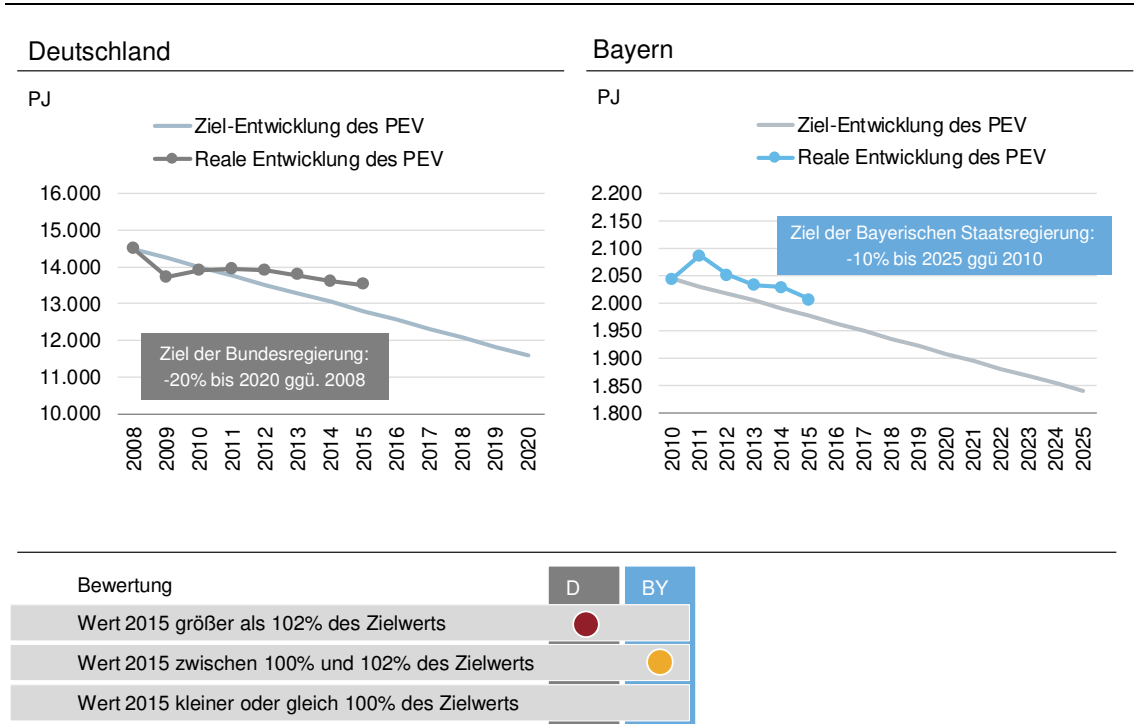 Deutschland
PJ
Ziel-Entwicklung des PEV
Reale Entwicklung des PEV
16.000
15.000
14.000
13.000
12.000
11.000
10.000
Ziel der Bundesregierung:
-20% bis 2020 ggü. 2008
2008 2009 2010 2011 2012 2013 2014 2015 2016 2017 2018 2019 2020
Bayern
PJ
Ziel-Entwicklung des PEV
Reale Entwicklung des PEV
2.200
2.150
2.100
2.050
2.000
1.950
1.900
1.850
1.800
Ziel der Bayerischen Staatsregierung:
-10% bis 2025 ggü 2010
2010 2011 2012 2013 2014 2015 2016 2017 2018 2019 2020 2021 2022 2023 2024 2025
Bewertung D BY
Wert 2015 größer als 102% des Zielwerts
Wert 2015 zwischen 100% und 102% des Zielwerts
Wert 2015 kleiner oder gleich 100% des Zielwerts